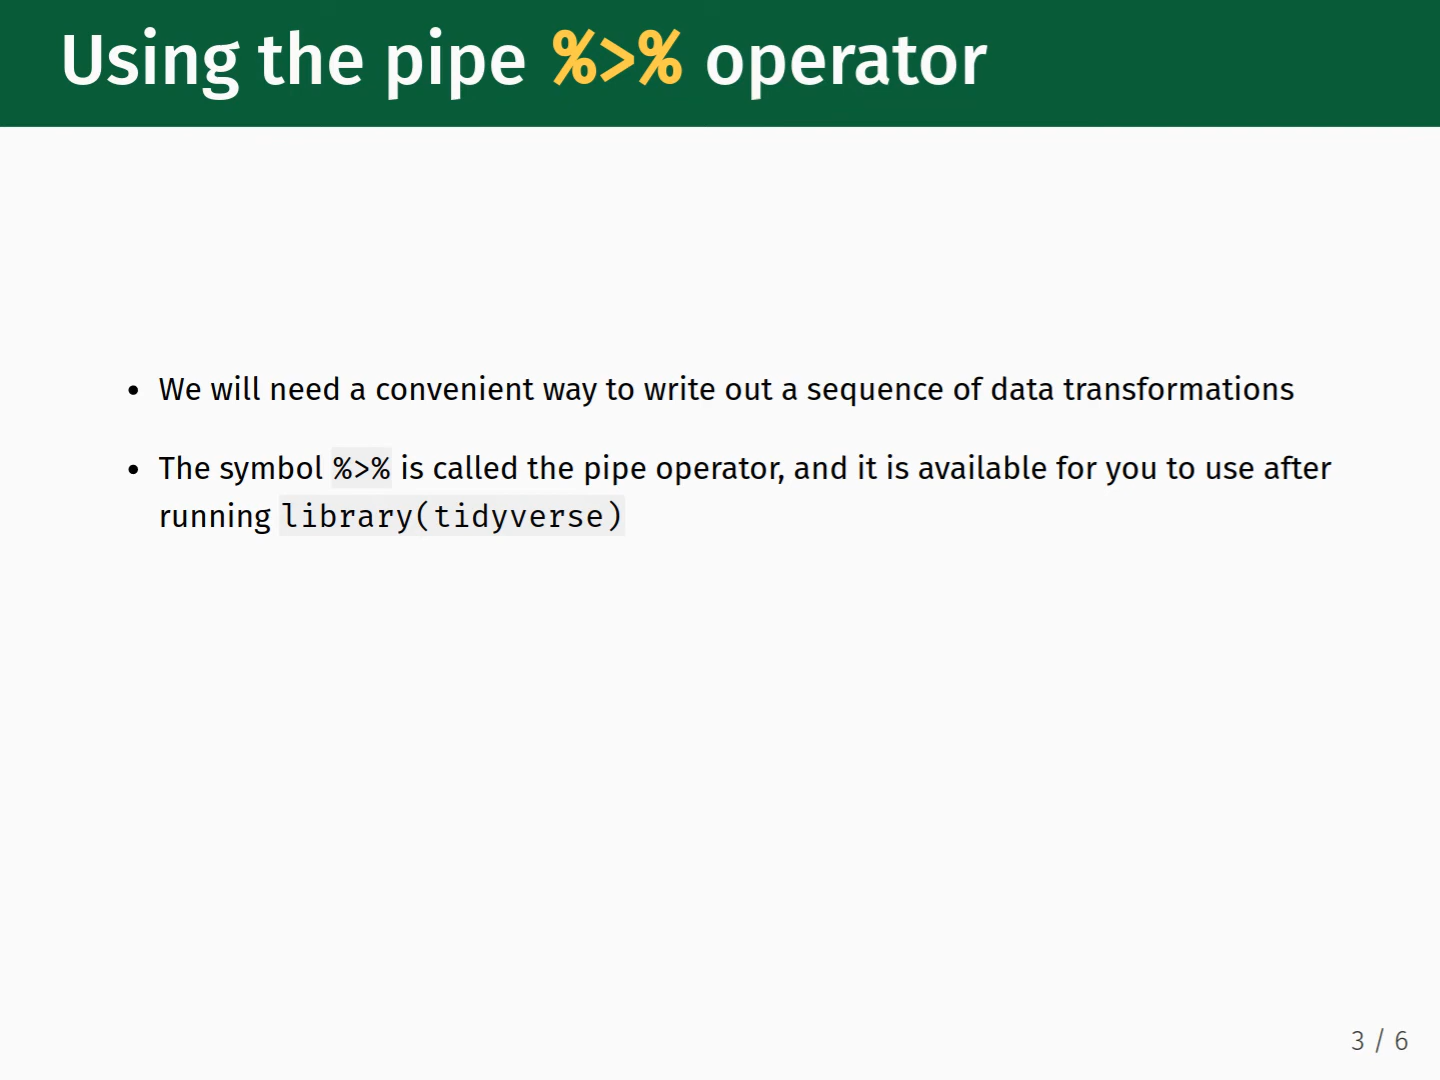 Using the pipe %>% operator
• We will need a convenient way to write out a sequence of data transformations
• The symbol %>% is called the pipe operator, and it is available for you to use after
running library(tidyverse)
3 / 6